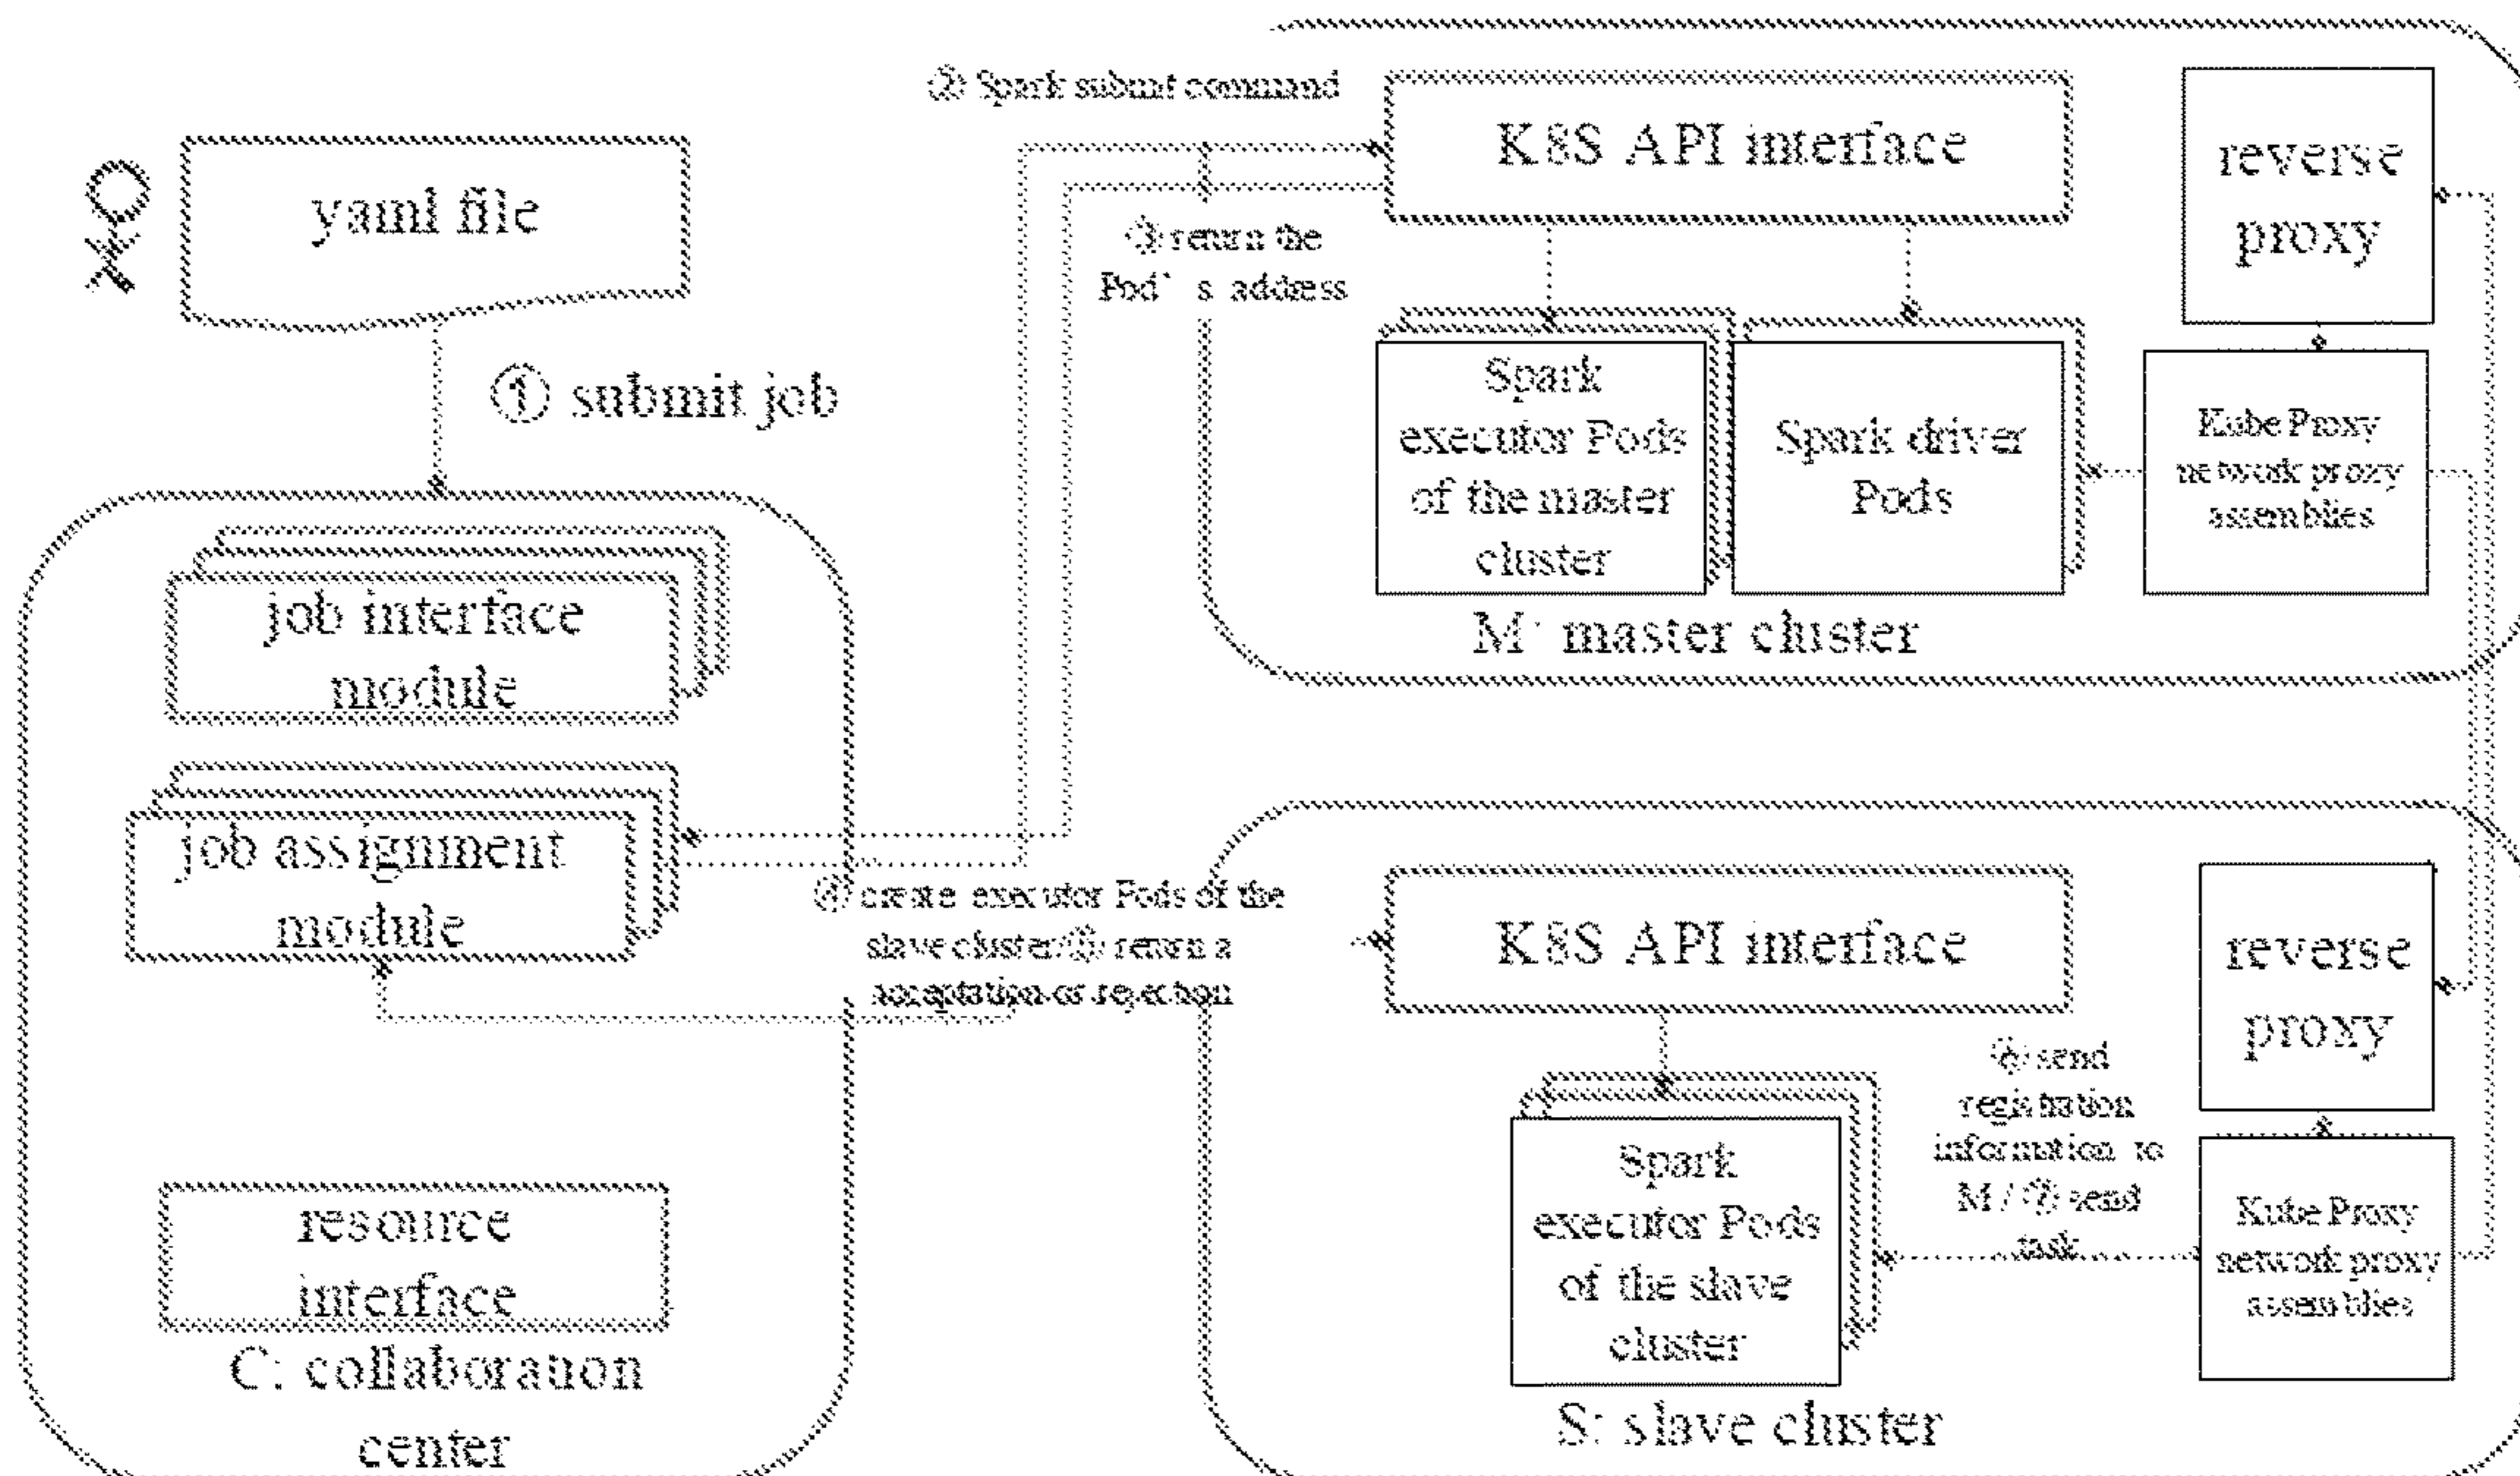 yaml file
① submit job
job interface
module
job assignment
module
resource
interface
C: collaboration
center
② Spark submit command
③ return the
Pod` s address
④ create executor Pods of the
slave cluster/⑤ return a
acceptation or rejection
K8S API interface
reverse
proxy
Spark
executor Pods
of the master
cluster
Spark driver
Pods
Kube Proxy
network proxy
assemblies
M: master cluster
K8S API interface
reverse
proxy
Spark
executor Pods
of the slave
cluster
⑥ send
registration
information to
M / ⑦ send
task
Kube Proxy
network proxy
assemblies
S: slave cluster